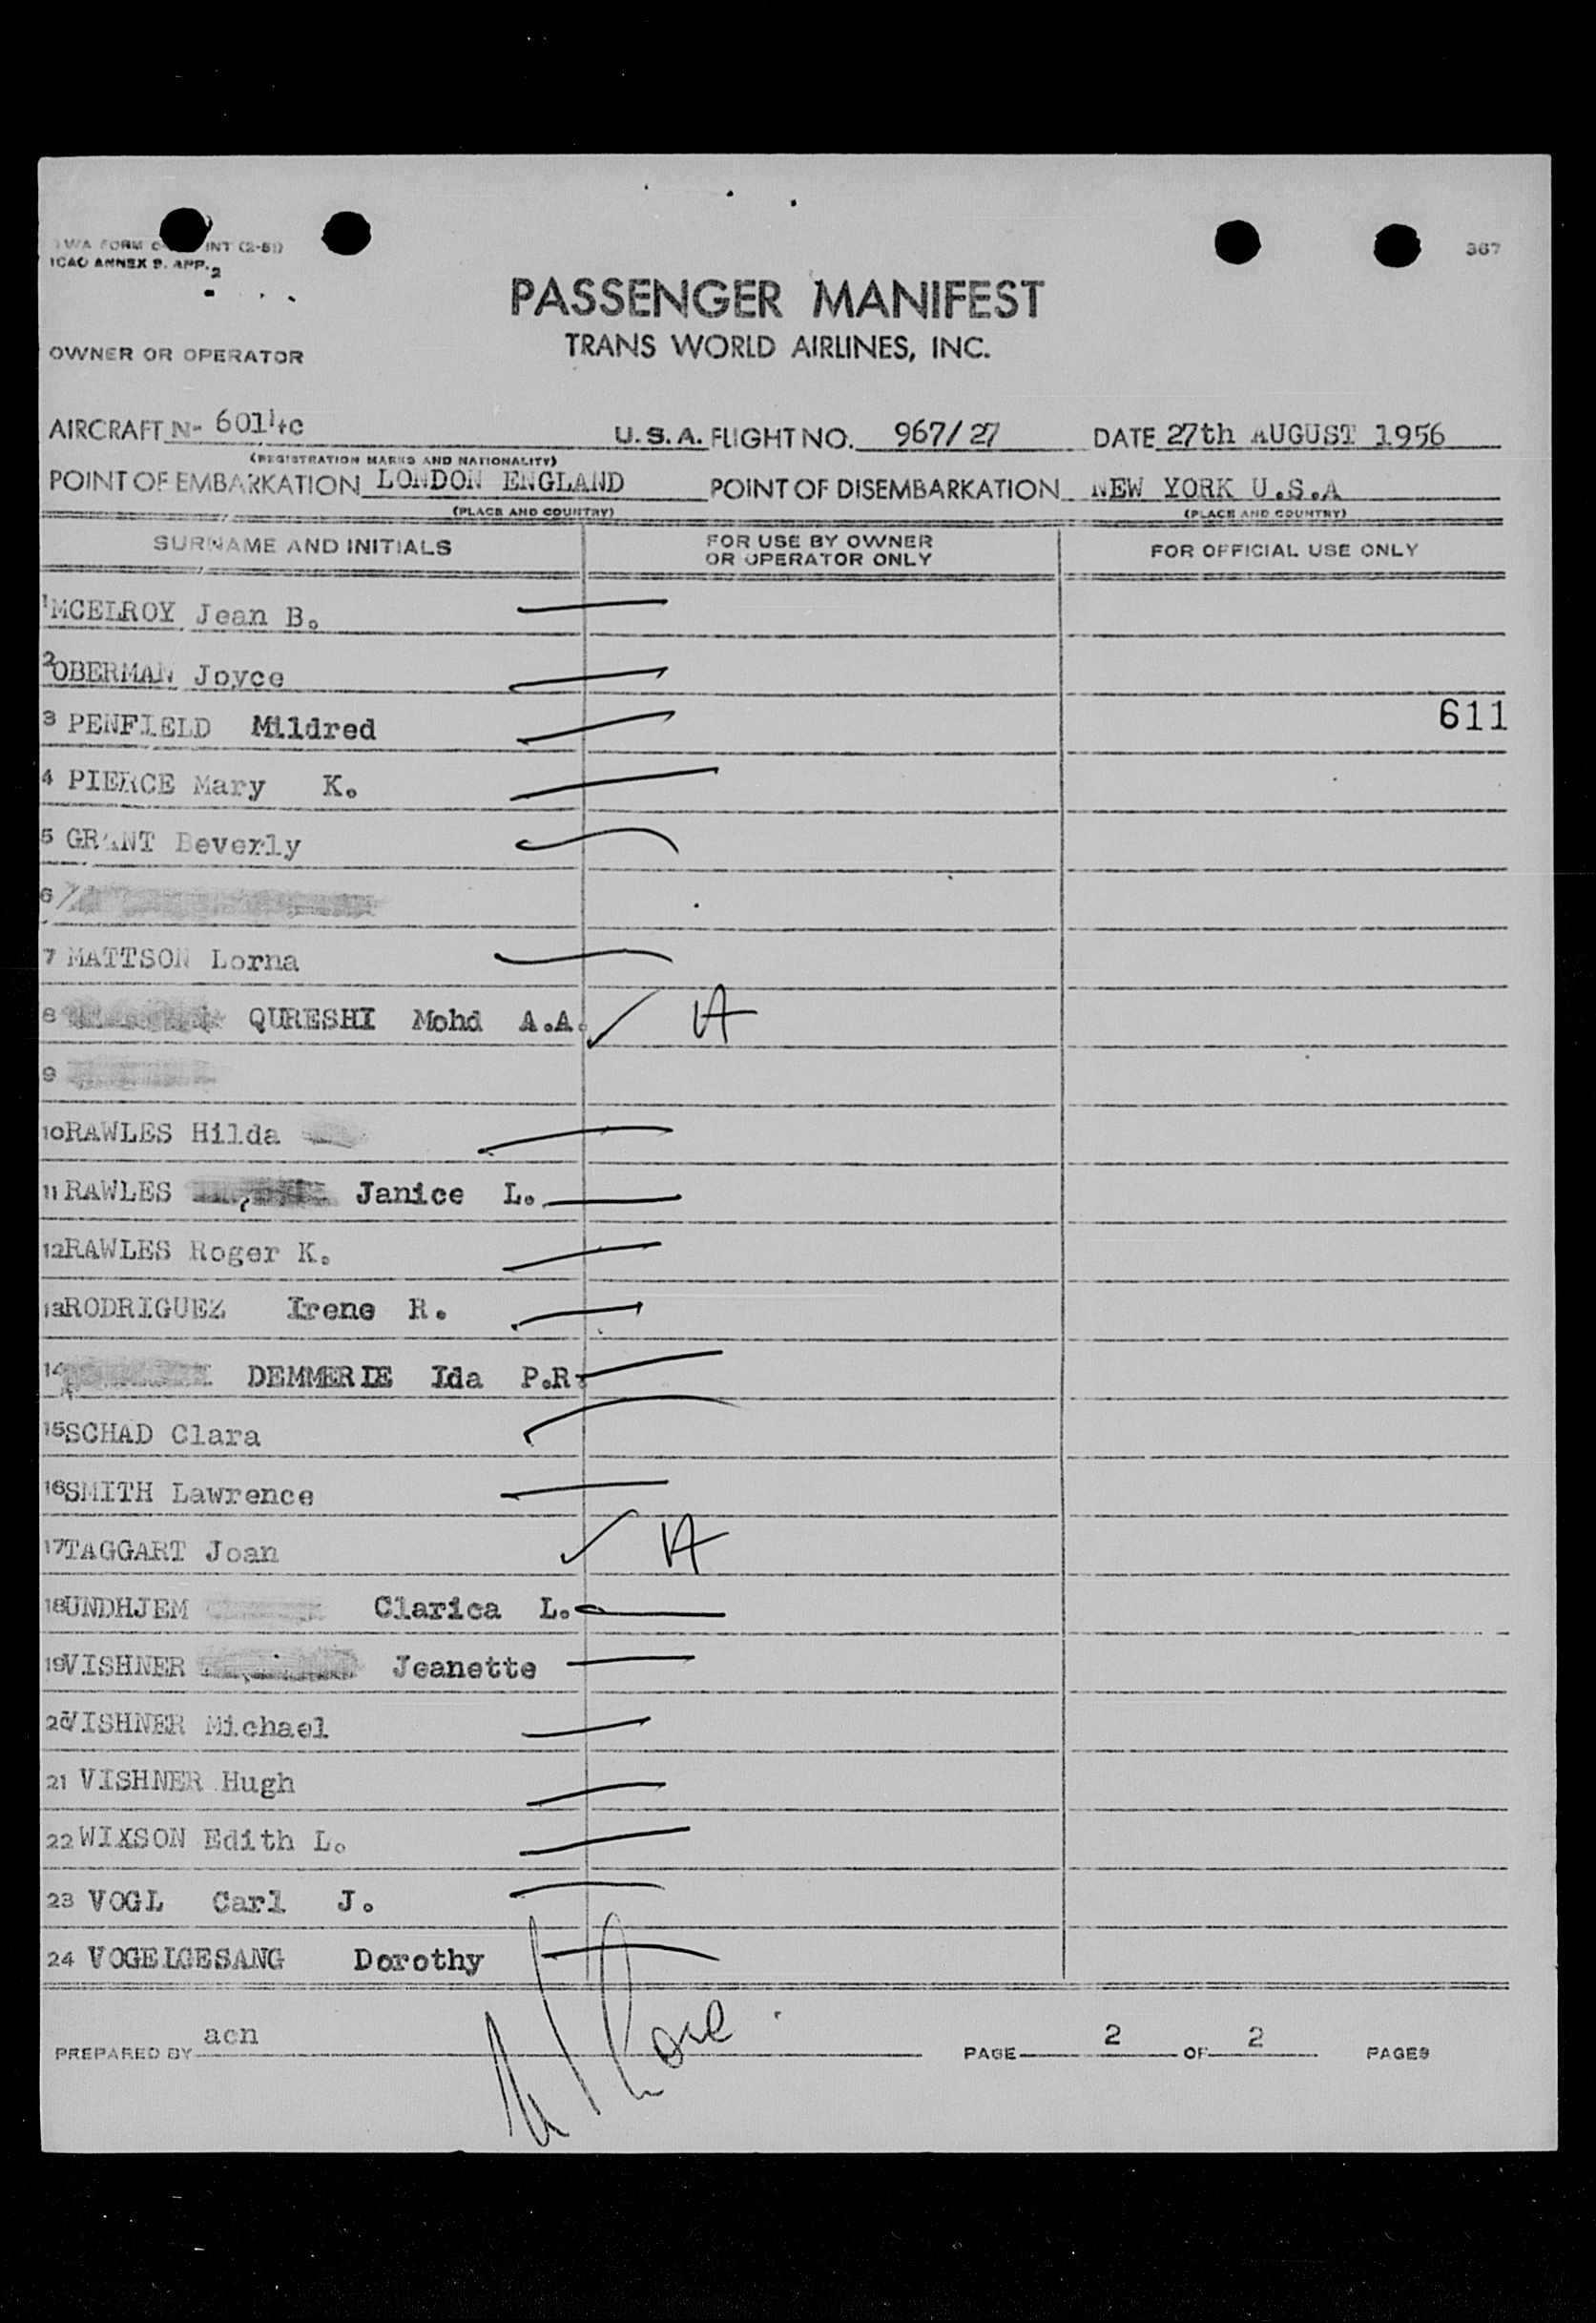 TWA FORM INT (2-51)
ICAO ANNEX 9. APP. 2
367
PASSENGER MANIFEST
TRANS WORLD AIRLINES, INC.
OWNER OR OPERATOR
AIRCRAFT N- 6014c U.S.A. FLIGHT NO. 967/27 DATE 27th AUGUST 1956
(REGISTRATION MARKS AND NATIONALITY)
POINT OF EMBARKATION LONDON ENGLAND POINT OF DISEMBARKATION NEW YORK U.S.A
(PLACE AND COUNTRY) (PLACE AND COUNTRY)
SURNAME AND INITIALS FOR USE BY OWNER OR OPERATOR ONLY FOR OFFICIAL USE ONLY
1 MCELROY Jean B.
2 OBERMAN Joyce
3 PENFIELD Mildred 611
4 PIERCE Mary K.
5 GRANT Beverly
6
7 MATTSON Lorna
8 QURESHI Mohd A.A.
9
10 RAWLES Hilda
11 RAWLES Janice L.
12 RAWLES Roger K.
13 RODRIGUEZ Irene R.
14 DEMMERIE Ida P.R.
15 SCHAD Clara
16 SMITH Lawrence
17 TAGGART Joan
18 UNDHJEM Clarica L.
19 VISHNER Jeanette
20 VISHNER Michael
21 VISHNER Hugh
22 WIXSON Edith L.
23 VOGL Carl J.
24 VOGELGESANG Dorothy
PREPARED BY acn PAGE 2 OF 2 PAGES